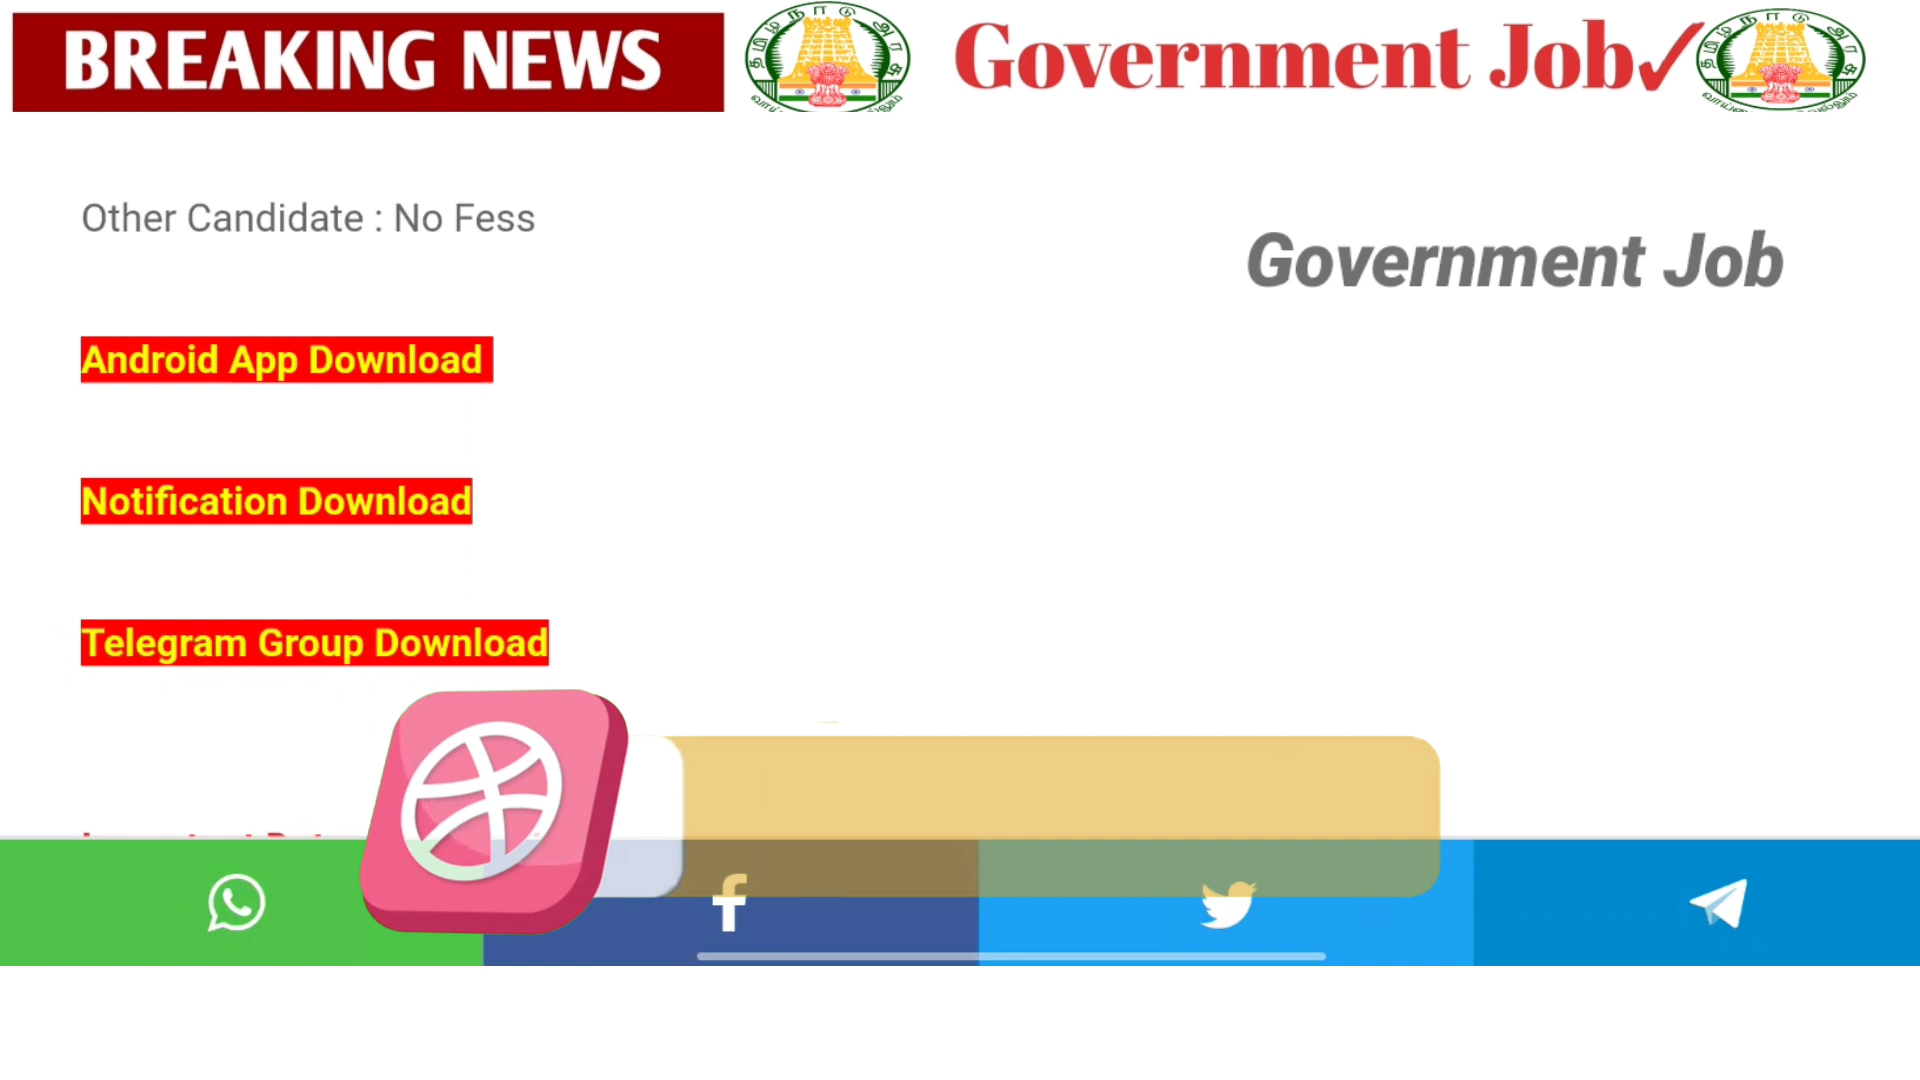 BREAKING NEWS
Government Job✓
Other Candidate : No Fess
Government Job
Android App Download
Notification Download
Telegram Group Download